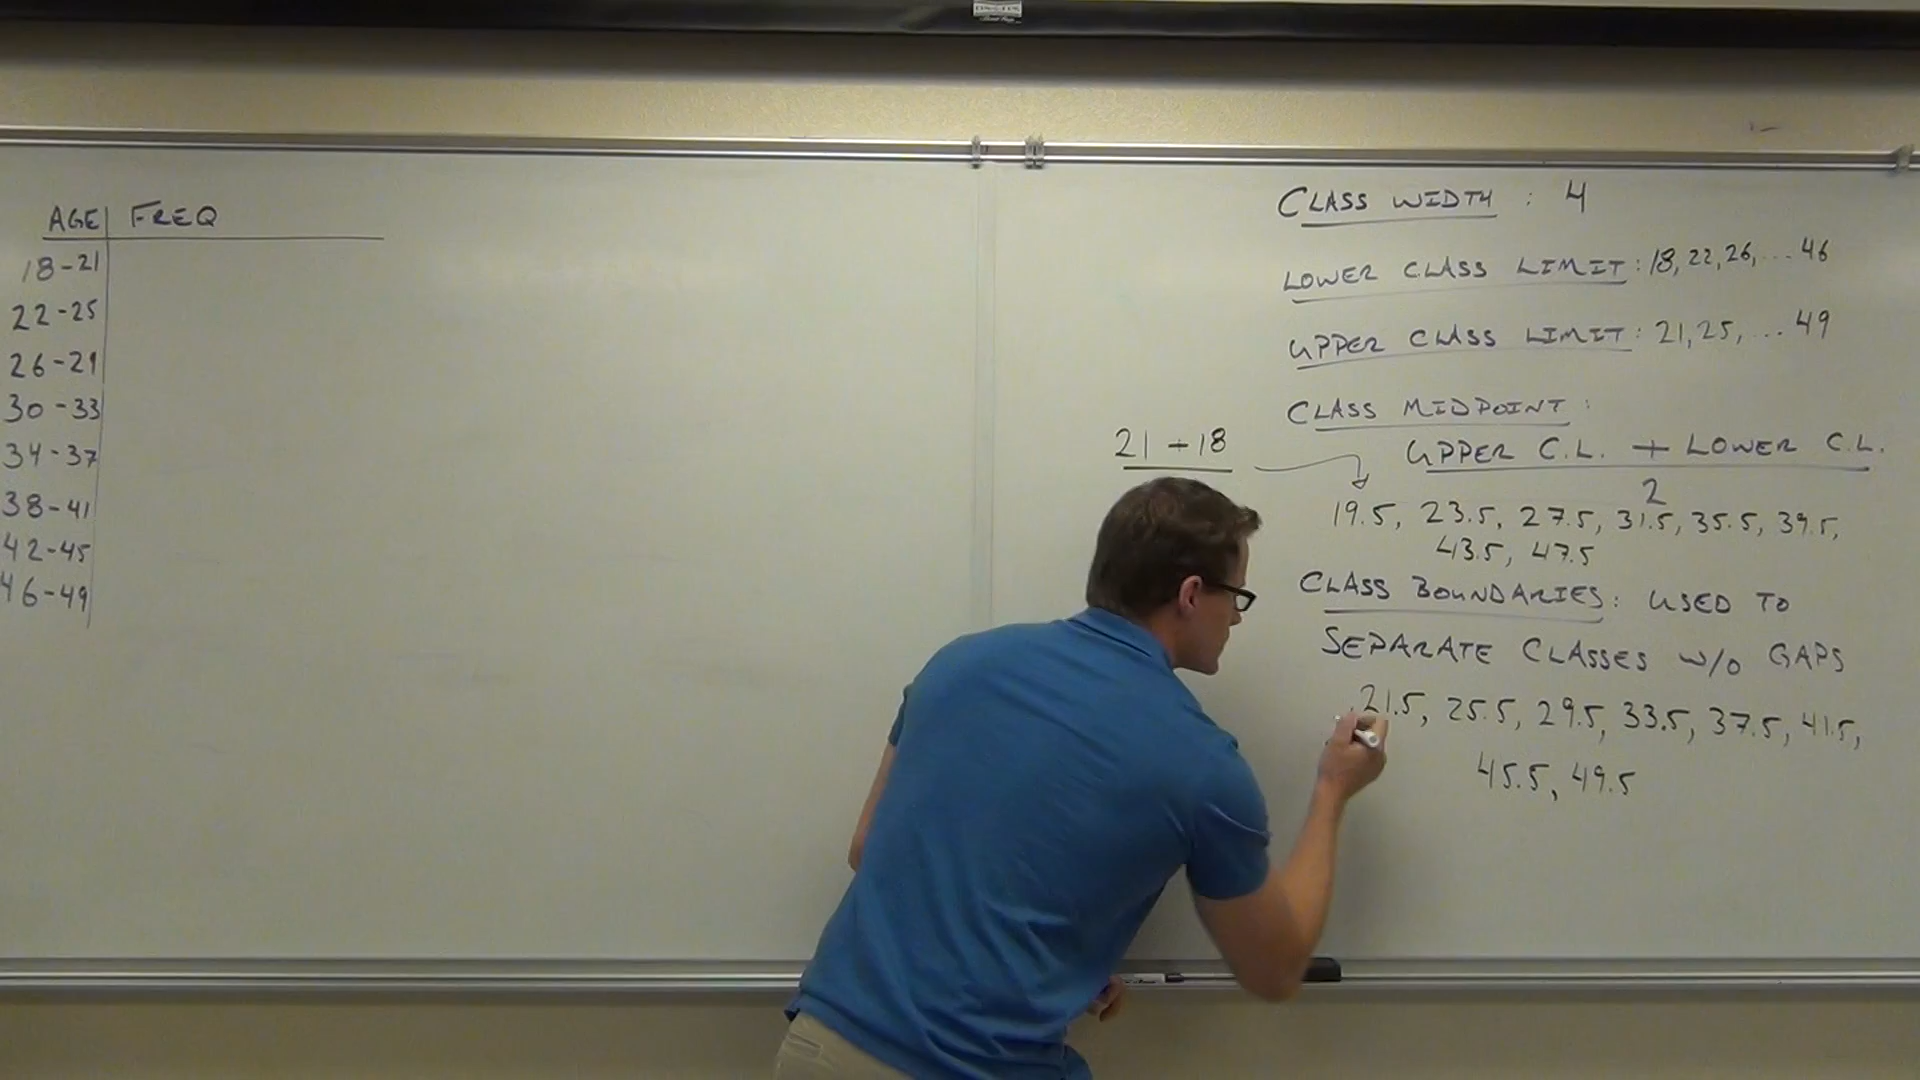 AGE FREQ
18-21
22-25
26-29
30-33
34-37
38-41
42-45
46-49
CLASS WIDTH : 4
LOWER CLASS LIMIT: 18, 22, 26, ... 46
UPPER CLASS LIMIT: 21, 25, ... 49
CLASS MIDPOINT:
21 + 18
UPPER C.L. + LOWER C.L.
2
19.5, 23.5, 27.5, 31.5, 35.5, 39.5,
43.5, 47.5
CLASS BOUNDARIES: USED TO
SEPARATE CLASSES W/O GAPS
21.5, 25.5, 29.5, 33.5, 37.5, 41.5,
45.5, 49.5